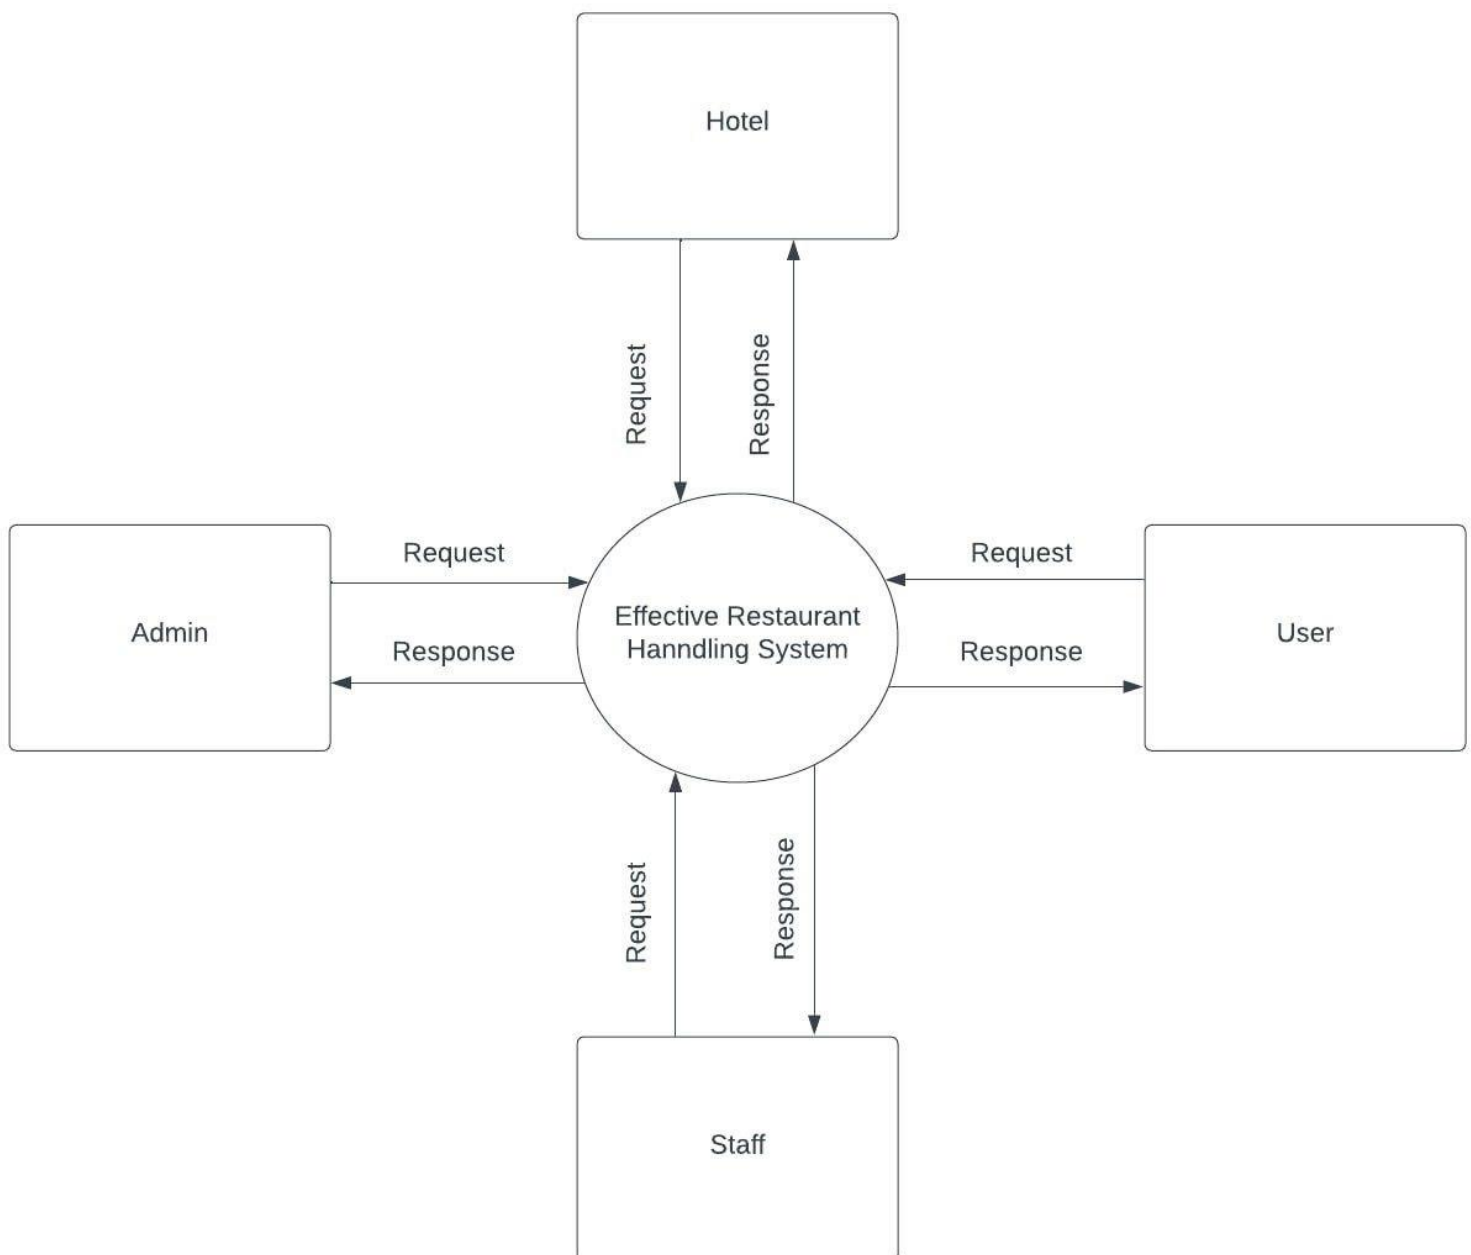 Hotel
Request
Response
Request
Request
Effective Restaurant
Hanndling System
Admin
User
Response
Response
Request
Response
Staff